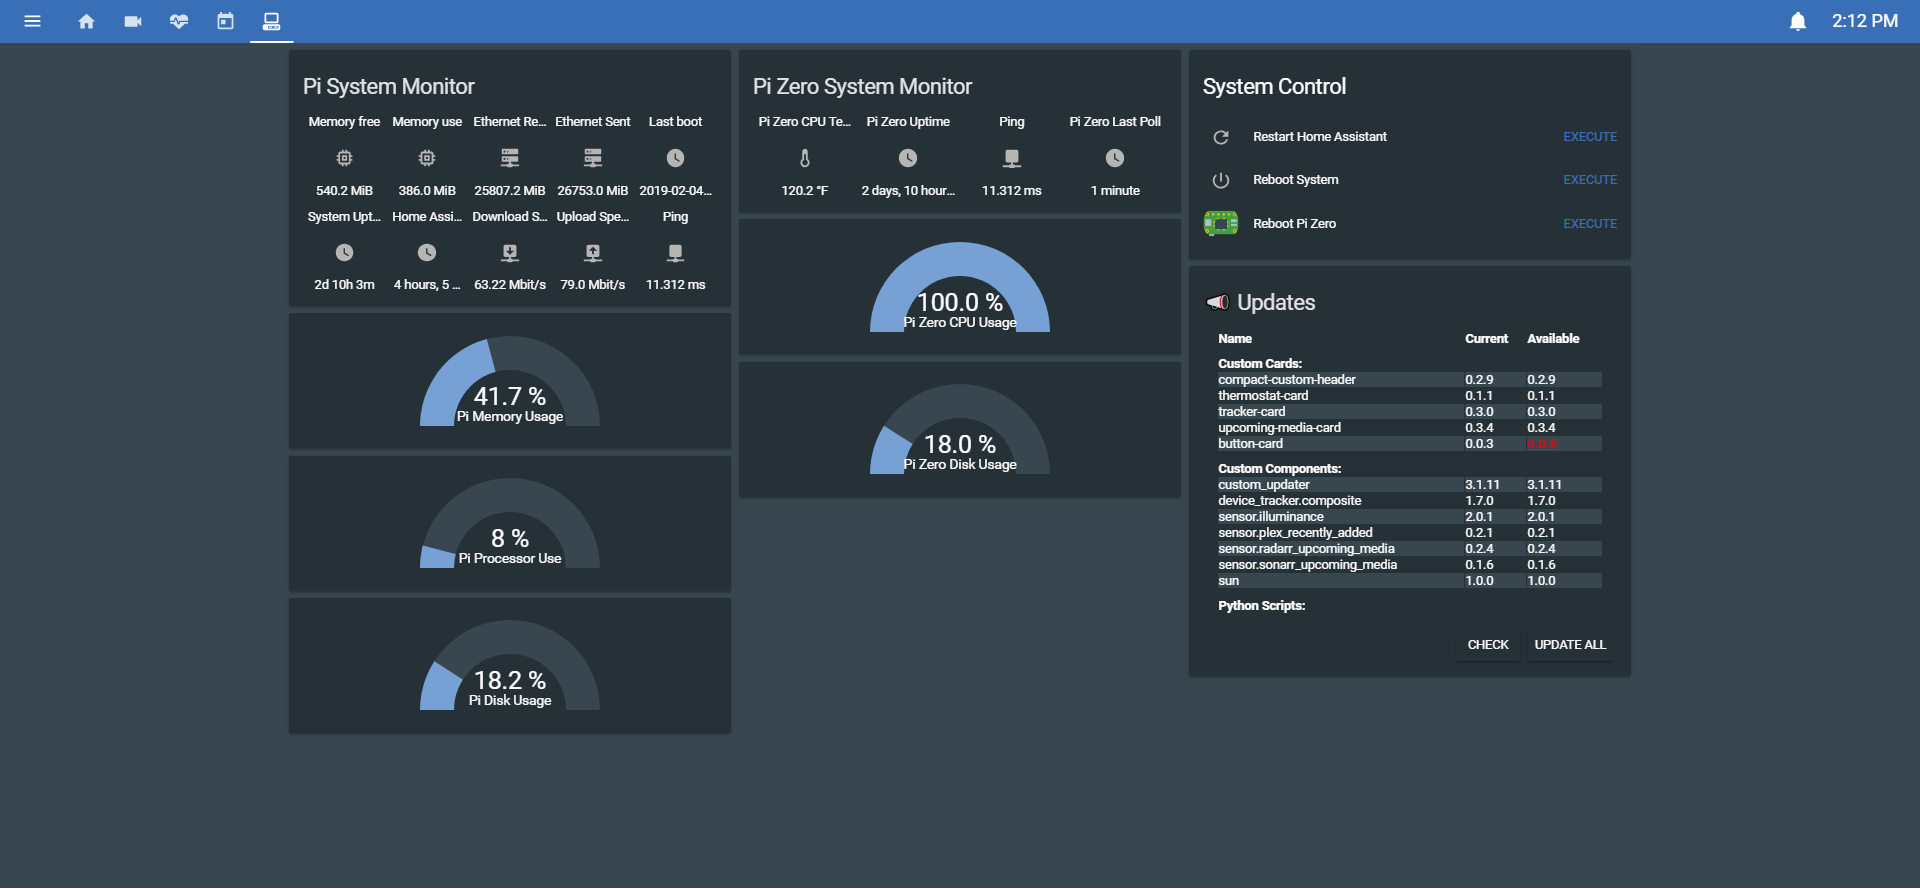 2:12 PM
Pi System Monitor
Memory free Memory use Ethernet Re... Ethernet Sent Last boot
540.2 MiB 386.0 MiB 25807.2 MiB 26753.0 MiB 2019-02-04...
System Upt... Home Assi... Download S... Upload Spe... Ping
2d 10h 3m 4 hours, 5 ... 63.22 Mbit/s 79.0 Mbit/s 11.312 ms
41.7 %
Pi Memory Usage
8 %
Pi Processor Use
18.2 %
Pi Disk Usage
Pi Zero System Monitor
Pi Zero CPU Te... Pi Zero Uptime Ping Pi Zero Last Poll
120.2 °F 2 days, 10 hour... 11.312 ms 1 minute
100.0 %
Pi Zero CPU Usage
18.0 %
Pi Zero Disk Usage
System Control
Restart Home Assistant EXECUTE
Reboot System EXECUTE
Reboot Pi Zero EXECUTE
Updates
Name Current Available
Custom Cards:
compact-custom-header 0.2.9 0.2.9
thermostat-card 0.1.1 0.1.1
tracker-card 0.3.0 0.3.0
upcoming-media-card 0.3.4 0.3.4
button-card 0.0.3 0.0.5
Custom Components:
custom_updater 3.1.11 3.1.11
device_tracker.composite 1.7.0 1.7.0
sensor.illuminance 2.0.1 2.0.1
sensor.plex_recently_added 0.2.1 0.2.1
sensor.radarr_upcoming_media 0.2.4 0.2.4
sensor.sonarr_upcoming_media 0.1.6 0.1.6
sun 1.0.0 1.0.0
Python Scripts:
CHECK UPDATE ALL